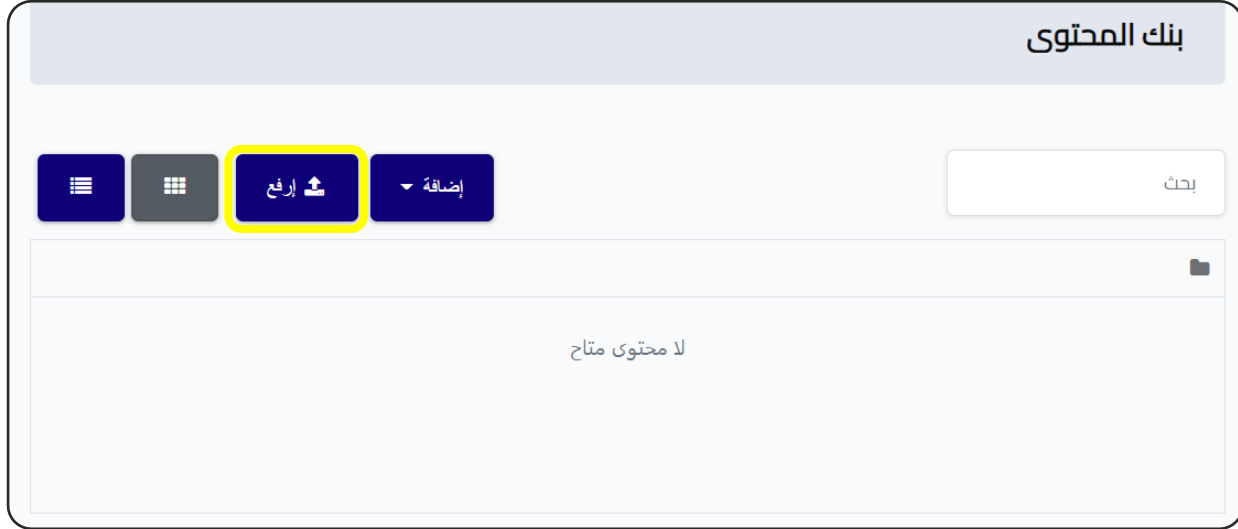 بنك المحتوى
بحث
إضافة
إرفع
لا محتوى متاح